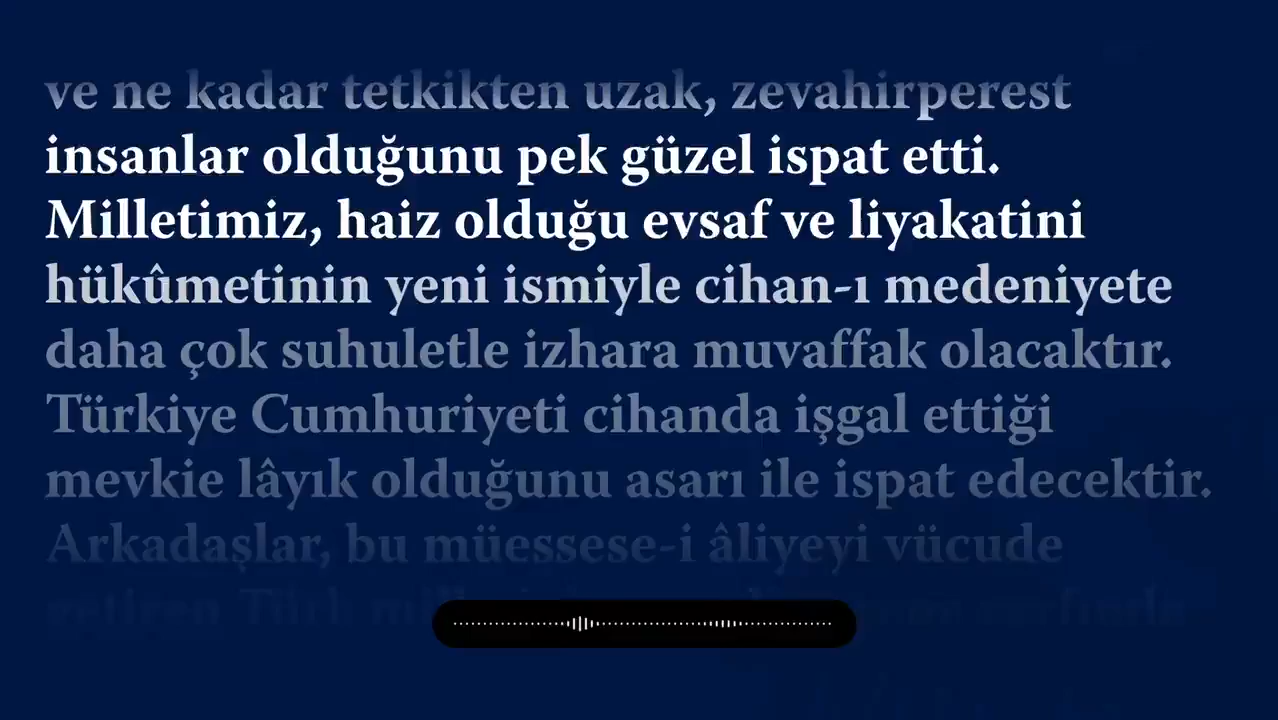 ve ne kadar tetkikten uzak, zevahirperest
insanlar olduğunu pek güzel ispat etti.
Milletimiz, haiz olduğu evsaf ve liyakatini
hükûmetinin yeni ismiyle cihan-ı medeniyete
daha çok suhuletle izhara muvaffak olacaktır.
Türkiye Cumhuriyeti cihanda işgal ettiği
mevkie lâyık olduğunu asarı ile ispat edecektir.
Arkadaşlar, bu müessese-i âliyeyi vücude
getiren Türk